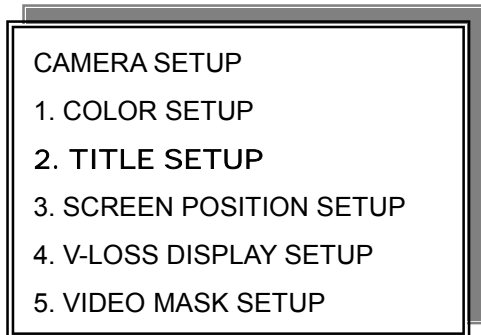 CAMERA SETUP
1. COLOR SETUP
2. TITLE SETUP
3. SCREEN POSITION SETUP
4. V-LOSS DISPLAY SETUP
5. VIDEO MASK SETUP